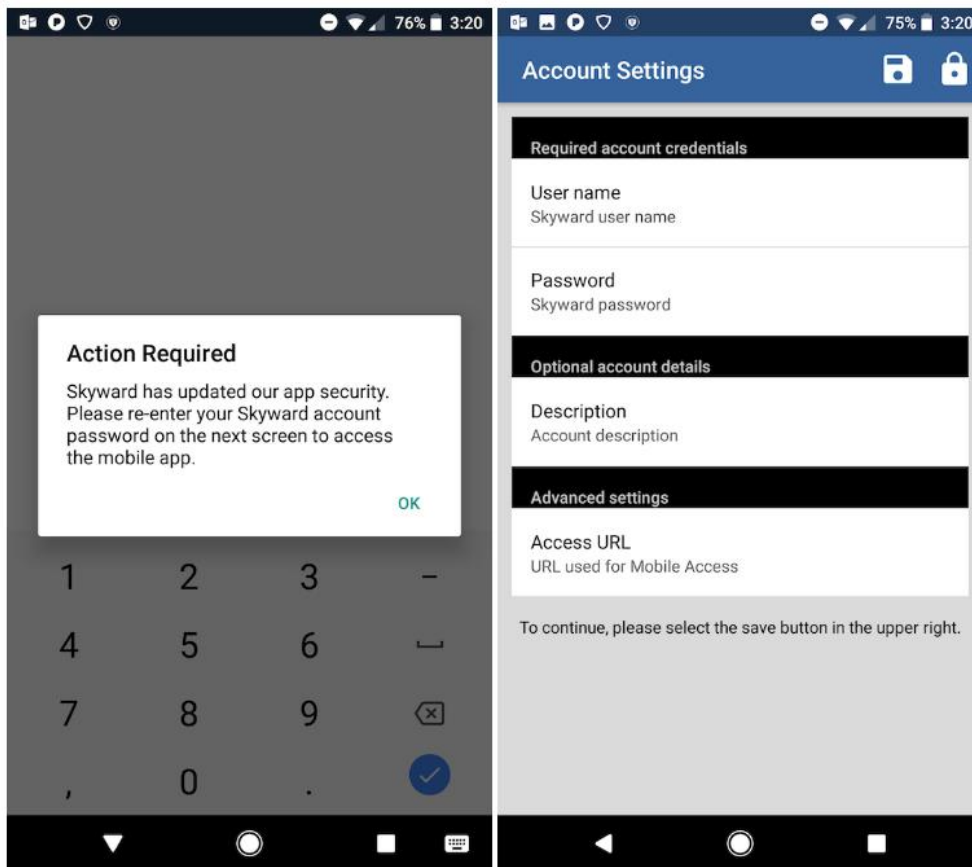 76% 3:20
Action Required
Skyward has updated our app security.
Please re-enter your Skyward account
password on the next screen to access
the mobile app.
OK
1 2 3 –
4 5 6
7 8 9
, 0 .
75% 3:20
Account Settings
Required account credentials
User name
Skyward user name
Password
Skyward password
Optional account details
Description
Account description
Advanced settings
Access URL
URL used for Mobile Access
To continue, please select the save button in the upper right.